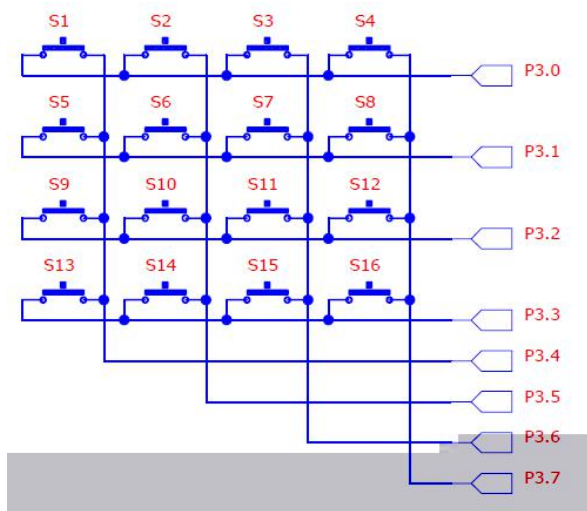 S1 S2 S3 S4
P3.0
S5 S6 S7 S8
P3.1
S9 S10 S11 S12
P3.2
S13 S14 S15 S16
P3.3
P3.4
P3.5
P3.6
P3.7